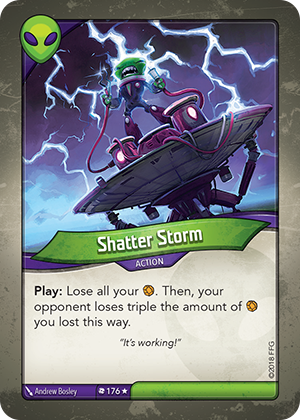 Shatter Storm
ACTION
Play: Lose all your . Then, your
opponent loses triple the amount of
you lost this way.
“It’s working!”
Andrew Bosley
176
©2018 FFG